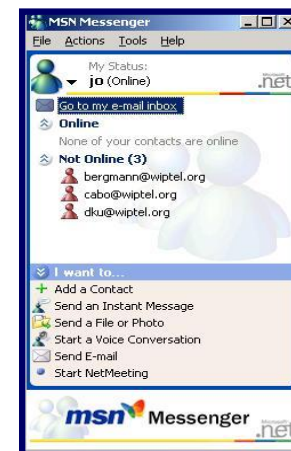 MSN Messenger
File Actions Tools Help
My Status:
jo (Online)
.net
Go to my e-mail inbox
Online
None of your contacts are online
Not Online (3)
bergmann@wiptel.org
cabo@wiptel.org
dku@wiptel.org
I want to...
Add a Contact
Send an Instant Message
Send a File or Photo
Start a Voice Conversation
Send E-mail
Start NetMeeting
msn Messenger .net